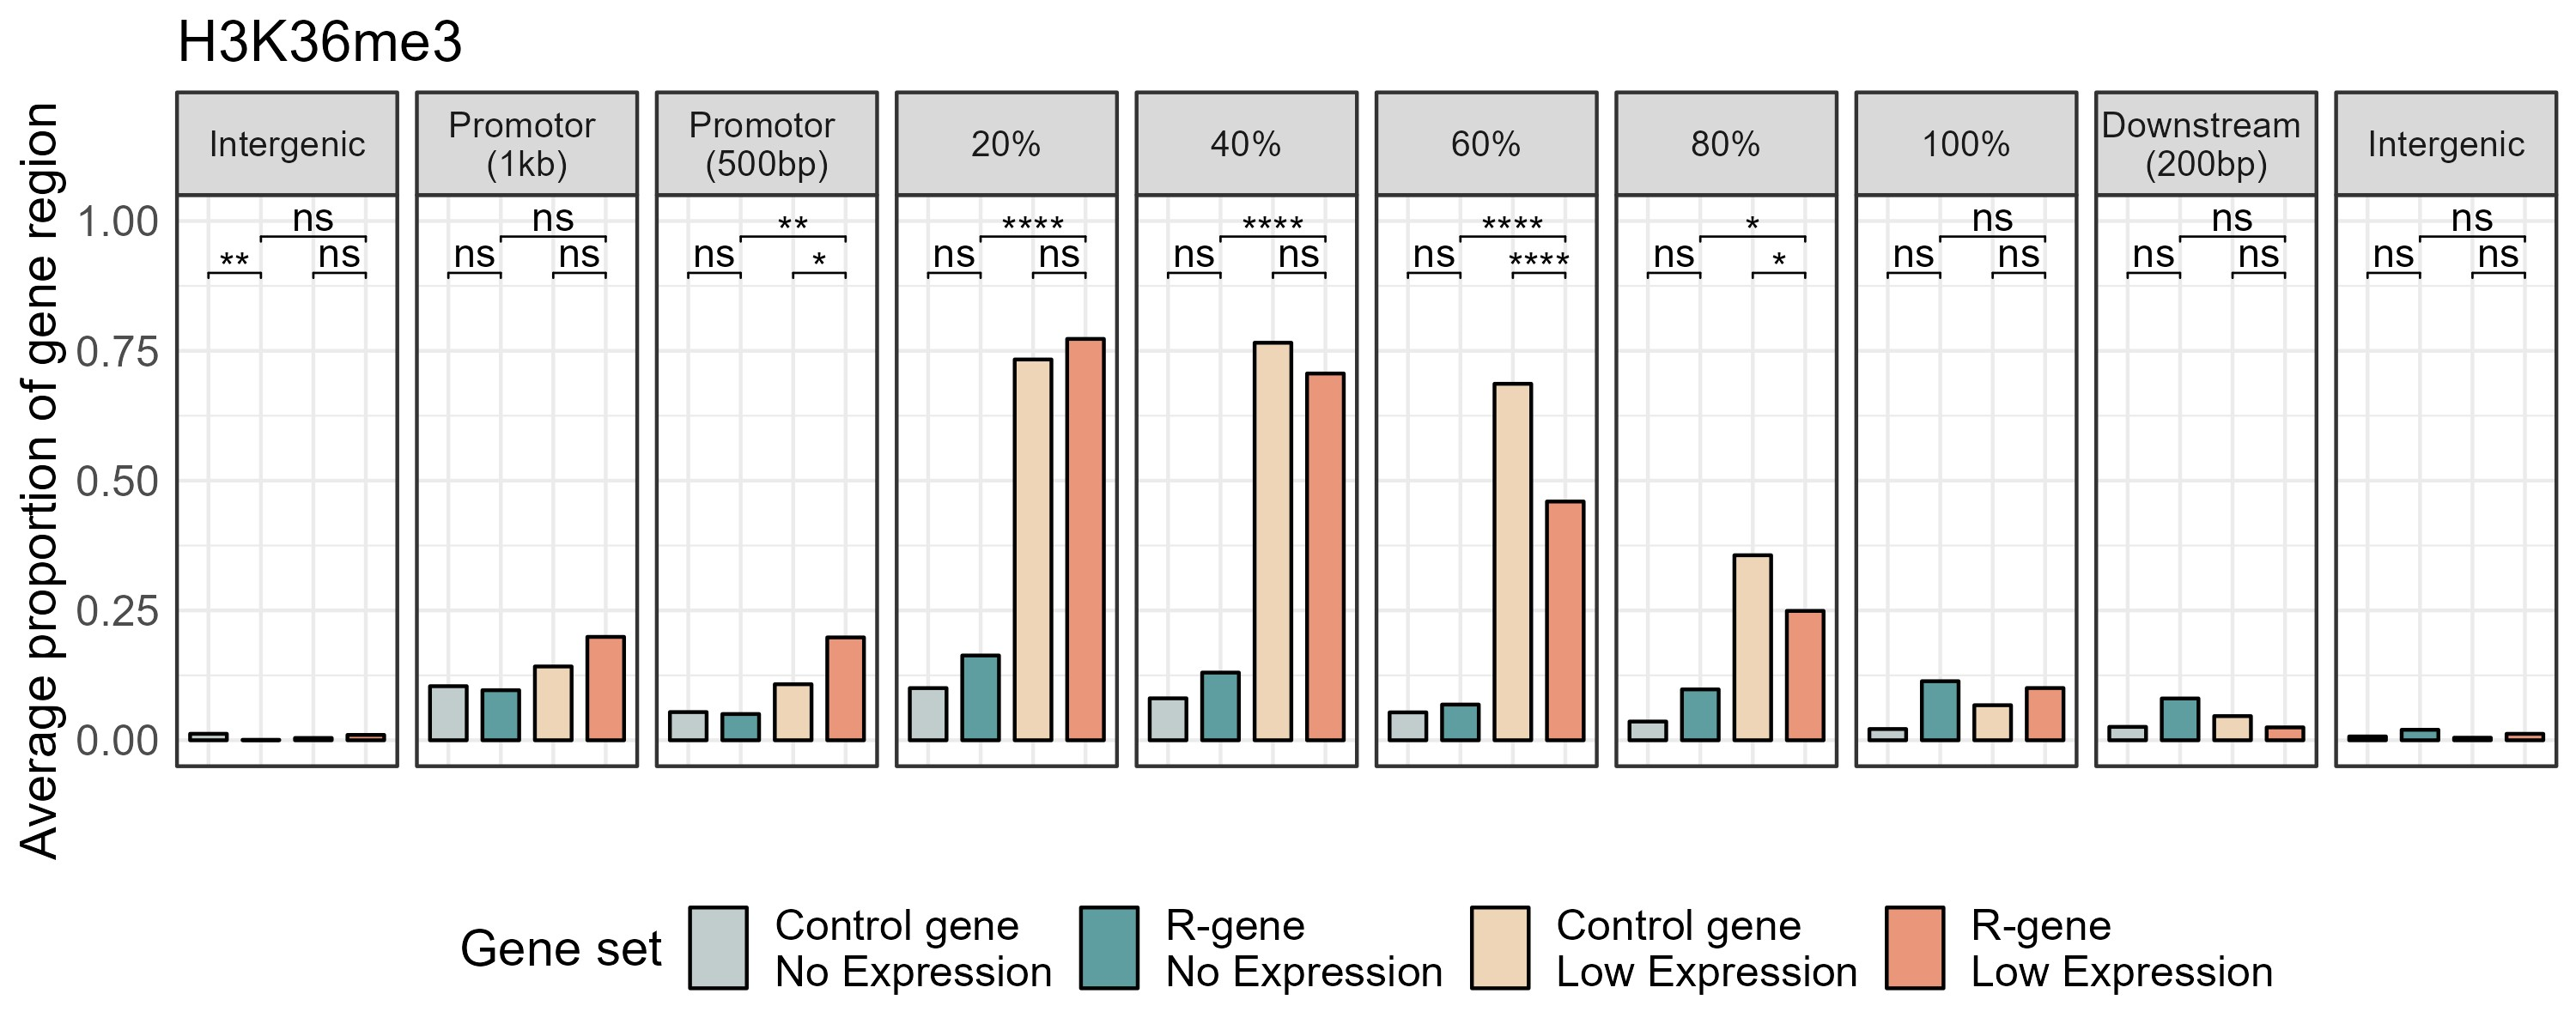 H3K36me3
Average proportion of gene region
Intergenic
Promotor
(1kb)
Promotor
(500bp)
20%
40%
60%
80%
100%
Downstream
(200bp)
Intergenic
1.00
0.75
0.50
0.25
0.00
ns
** ns
ns
ns ns
**
ns *
****
ns ns
****
ns ns
****
ns ****
*
ns *
ns
ns ns
ns
ns ns
ns
ns ns
Gene set
Control gene
No Expression
R-gene
No Expression
Control gene
Low Expression
R-gene
Low Expression